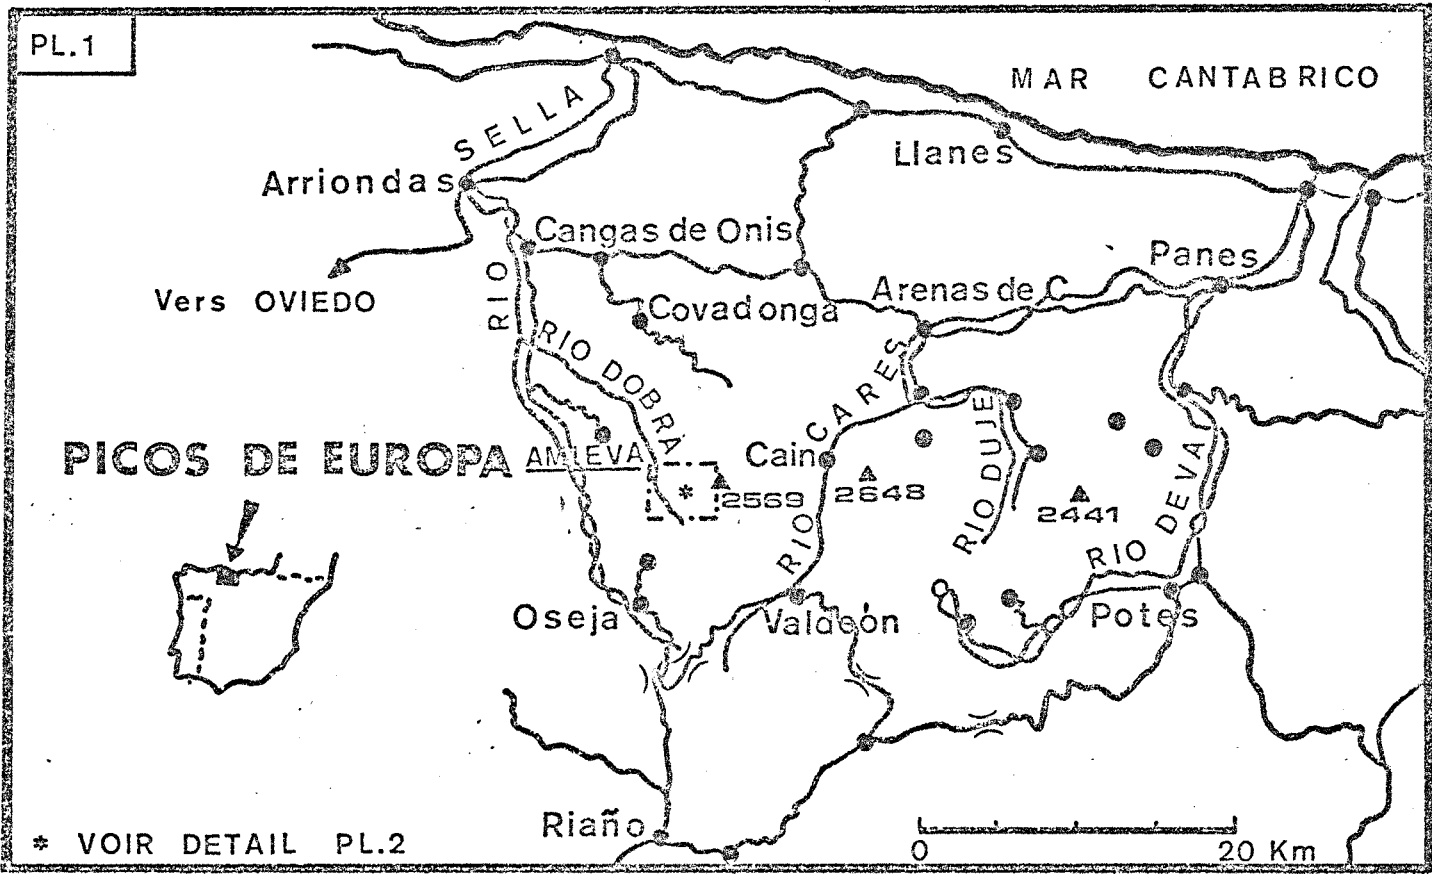 PL.1
MAR CANTABRICO
SELLA
Llanes
Arriondas
Cangas de Onis
Panes
RIO
Vers OVIEDO
Covadonga
Arenas de C
RIO DOBRA
CARES
RIO DUJE
PICOS DE EUROPA
AMIEVA
Cain
*
2569
2648
2441
RIO
RIO DEVA
Oseja
Valdeón
Potes
Riaño
* VOIR DETAIL PL.2
0 20 Km